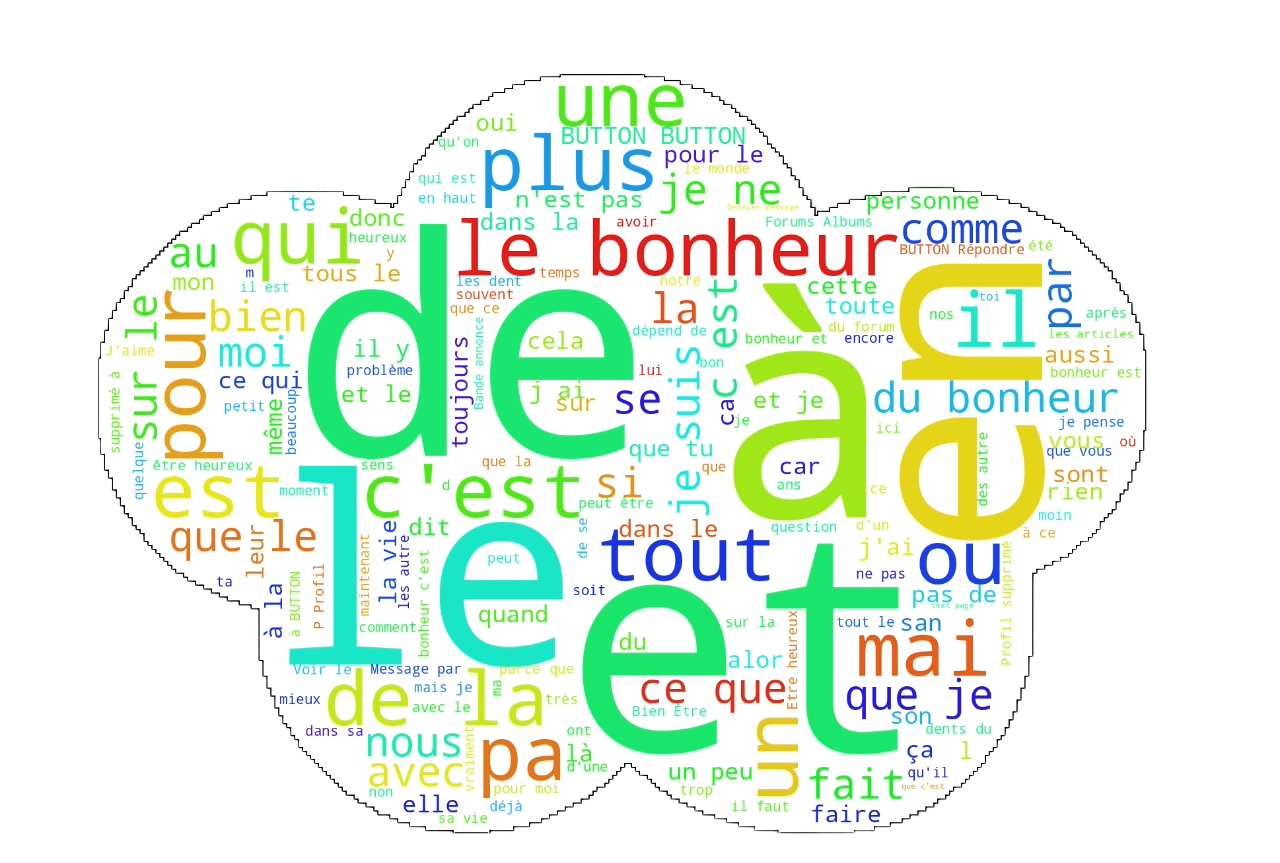 une
oui
BUTTON BUTTON
qu'on
plus
pour le
le monde
qui est
je ne
en haut
n'est pas
Dernier message
personne
te
donc
dans la
avoir
Forums Albums
comme
qui
heureux
le bonheur
BUTTON Répondre
été
au
y
tous le
m
mon
il est
de
les dent
temps
souvent
que ce
notre
cette
à
en
par
sur le
pour
bien
la
c est
toute
nos
toi
il
après
du forum
les articles
J'aime
moi
il y
cela
dépend de
bonheur et
encore
aussi
problème
toujours
Bande annonce
bon
bonheur est
supprimé à
ce qui
et le
j ai
lui
je suis
petit
même
beaucoup
sur
se
ça
je
et je
du bonheur
je pense
ici
vous
où
quelque
que tu
des autre
que vous
être heureux
sens
que la
que
car
sont
est
moment
le
c'est
d
si
ans
ce
rien
peut être
moin
que le
leur
dit
dans le
question
d'un
à ce
la vie
de se
tout
j'ai
ou
maintenant
les autre
peut
ne pas
ta
à BUTTON
P Profil
bonheur c'est
et
soit
pas de
Profil supprimé
text page
à la
comment
quand
du
sur la
Etre heureux
tout le
san
mai
Voir le
Message par
parce que
alor
mieux
de la
mais je
ma
très
ce que
que je
avec le
Bien Être
son
dans sa
nous
vraiment
pa
ont
là
un
dents du
ça
l
avec
d'une
un peu
qu'il
non
pour moi
trop
fait
que c'est
elle
déjà
il faut
faire
sa vie